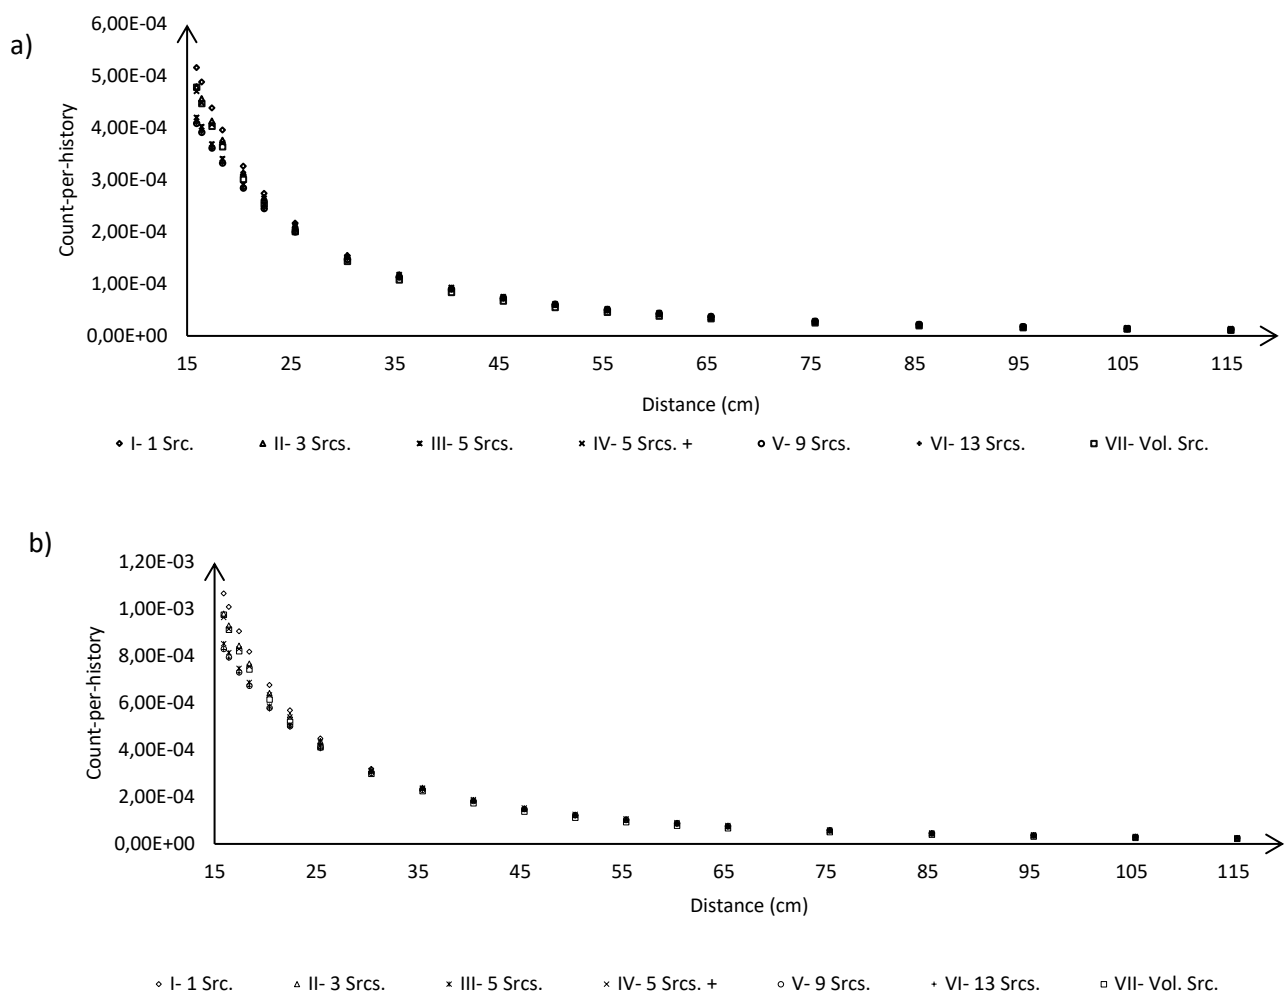 a)
Count-per-history
6,00E-04
5,00E-04
4,00E-04
3,00E-04
2,00E-04
1,00E-04
0,00E+00
15 25 35 45 55 65 75 85 95 105 115
Distance (cm)
I- 1 Src. II- 3 Srcs. III- 5 Srcs. IV- 5 Srcs. + V- 9 Srcs. VI- 13 Srcs. VII- Vol. Src.
b)
Count-per-history
1,20E-03
1,00E-03
8,00E-04
6,00E-04
4,00E-04
2,00E-04
0,00E+00
15 25 35 45 55 65 75 85 95 105 115
Distance (cm)
I- 1 Src. II- 3 Srcs. III- 5 Srcs. IV- 5 Srcs. + V- 9 Srcs. VI- 13 Srcs. VII- Vol. Src.